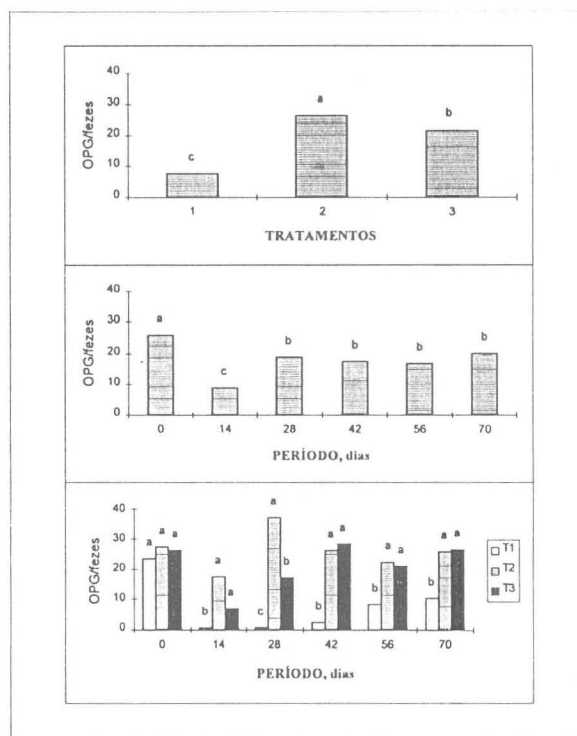 40
30
20
10
0
OPG/fezes
c
a
b
1 2 3
TRATAMENTOS
40
30
20
10
0
OPG/fezes
a
c
b
b
b
b
0 14 28 42 56 70
PERÍODO, dias
40
30
20
10
0
OPG/fezes
a a a
b a a
c a b
b a a
b a a
b a a
T1
T2
T3
0 14 28 42 56 70
PERÍODO, dias